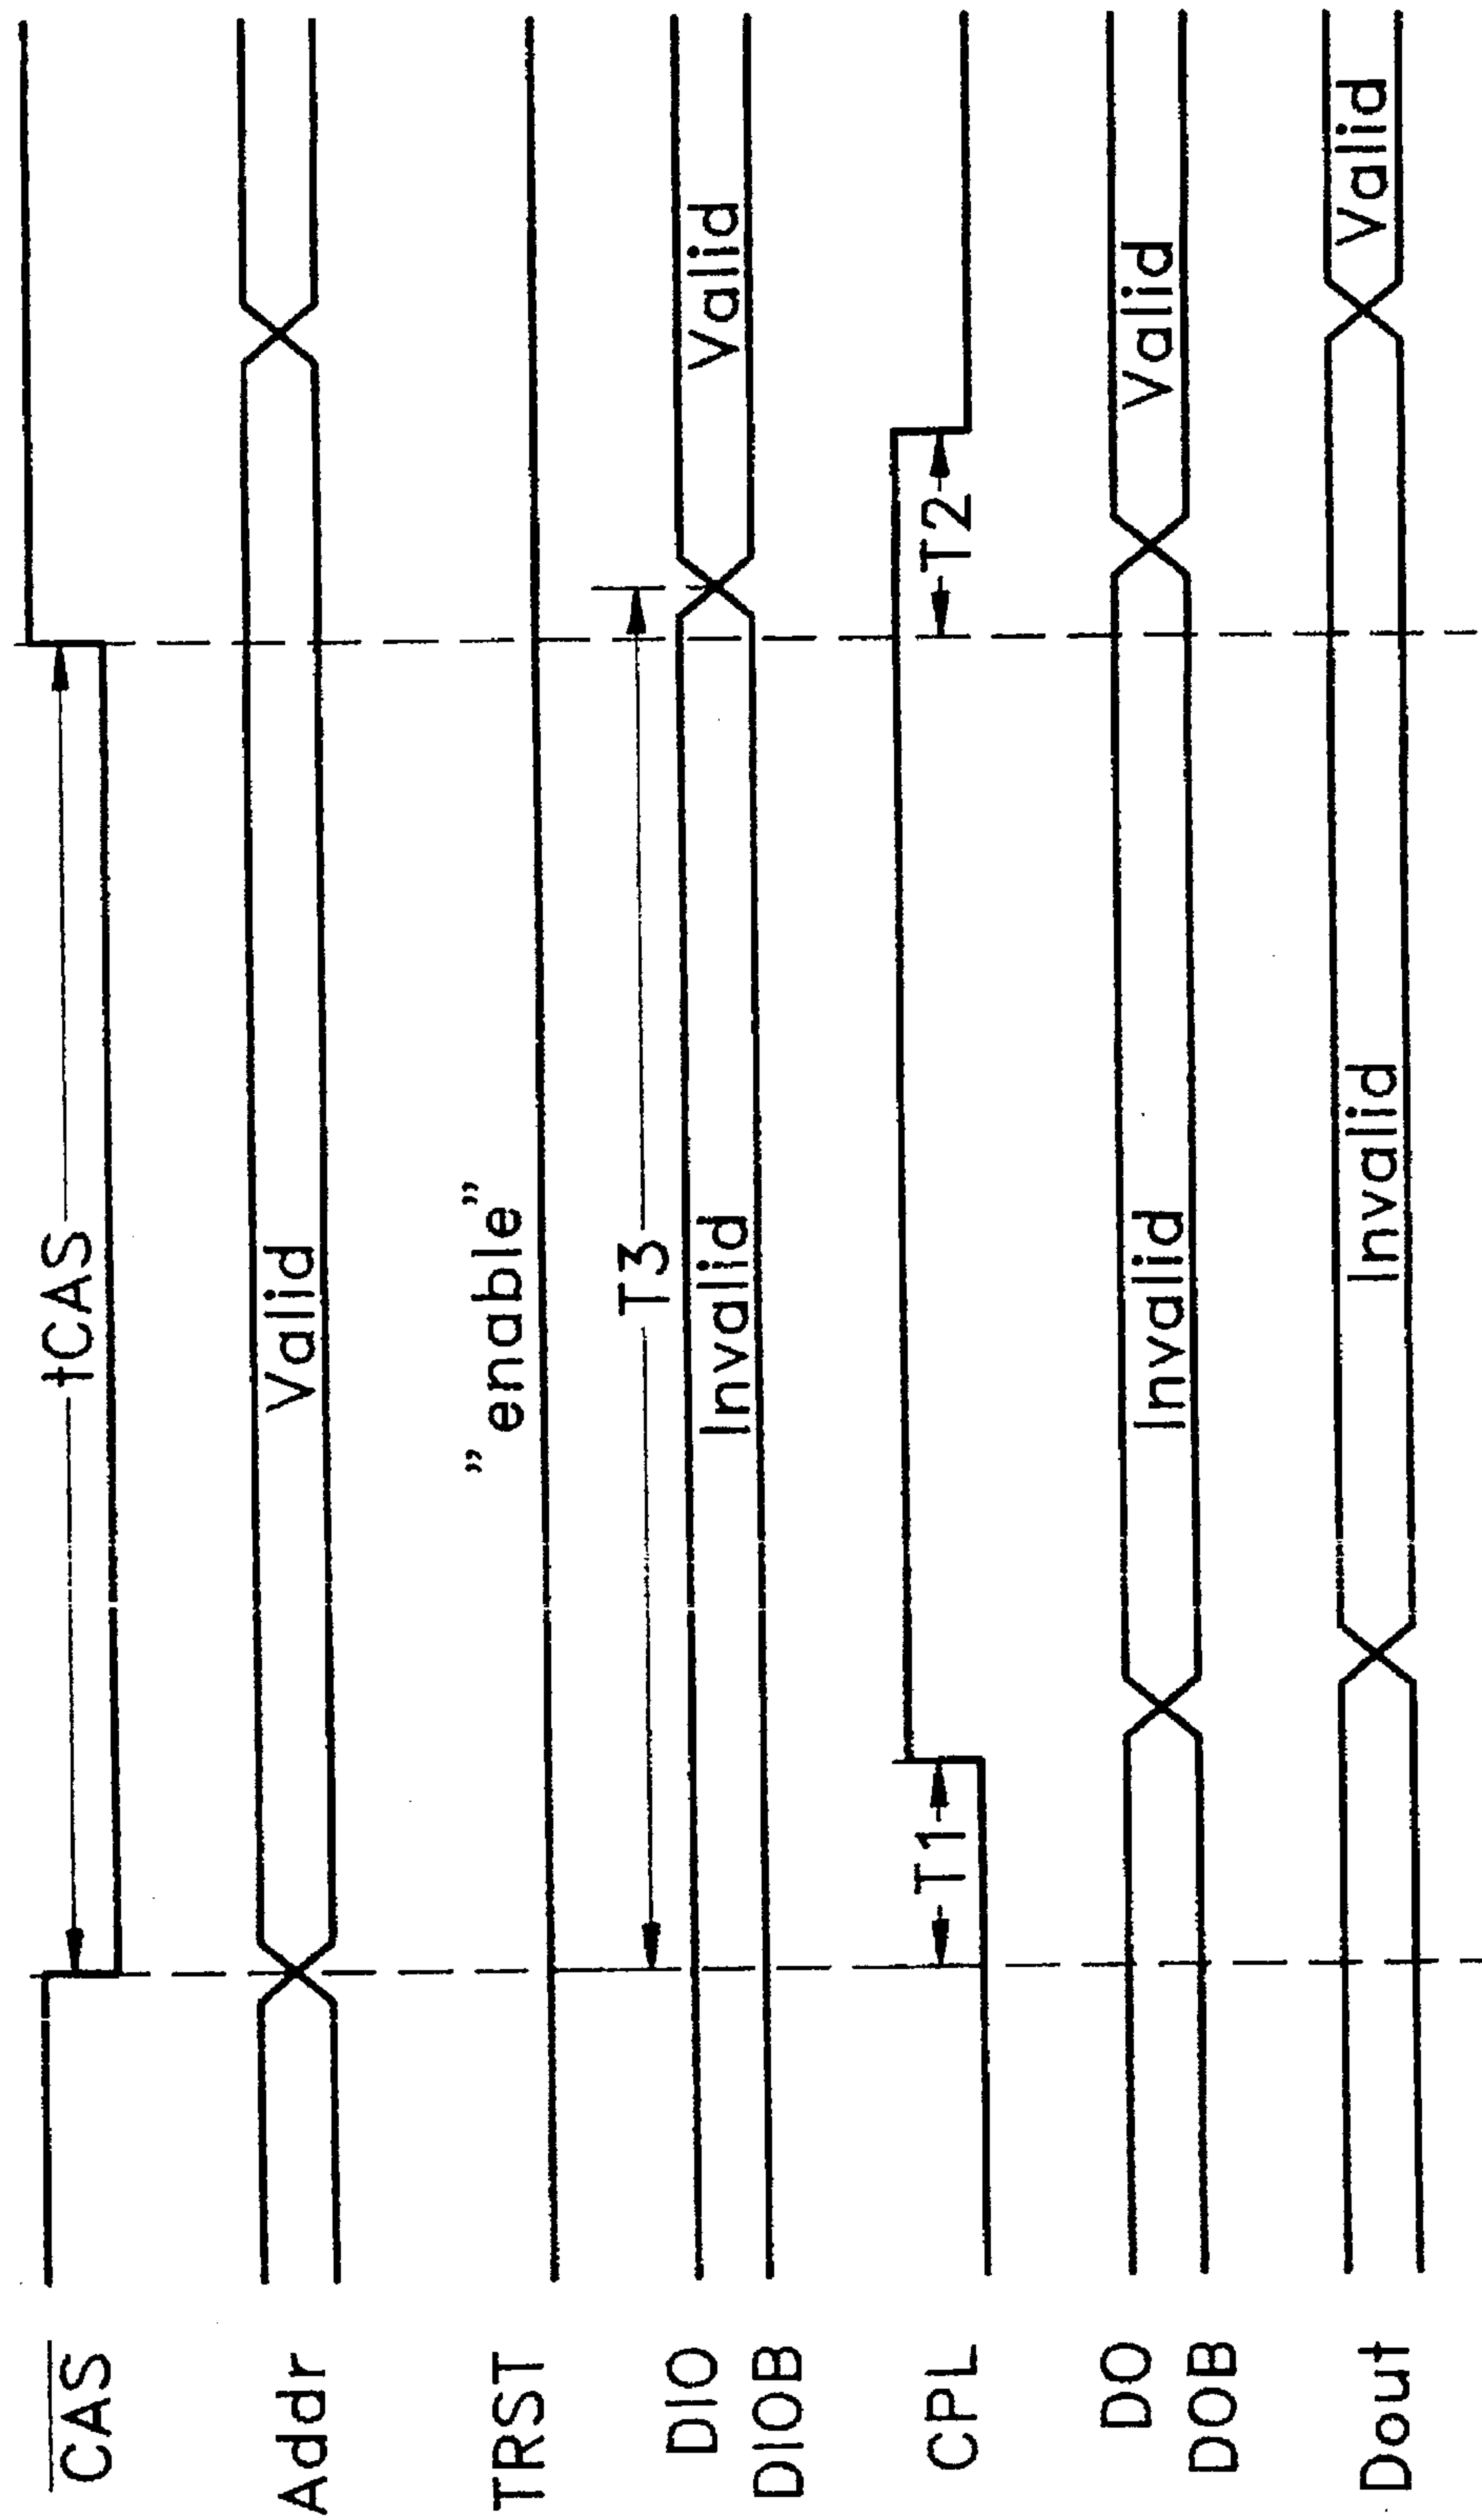 CAS
tCAS
Addr
Valid
TRST
" enable "
T3
DIO
DIOB
Invalid
Valid
CPL
T1
T2
DO
DOB
Invalid
Valid
Dout
Invalid
Valid